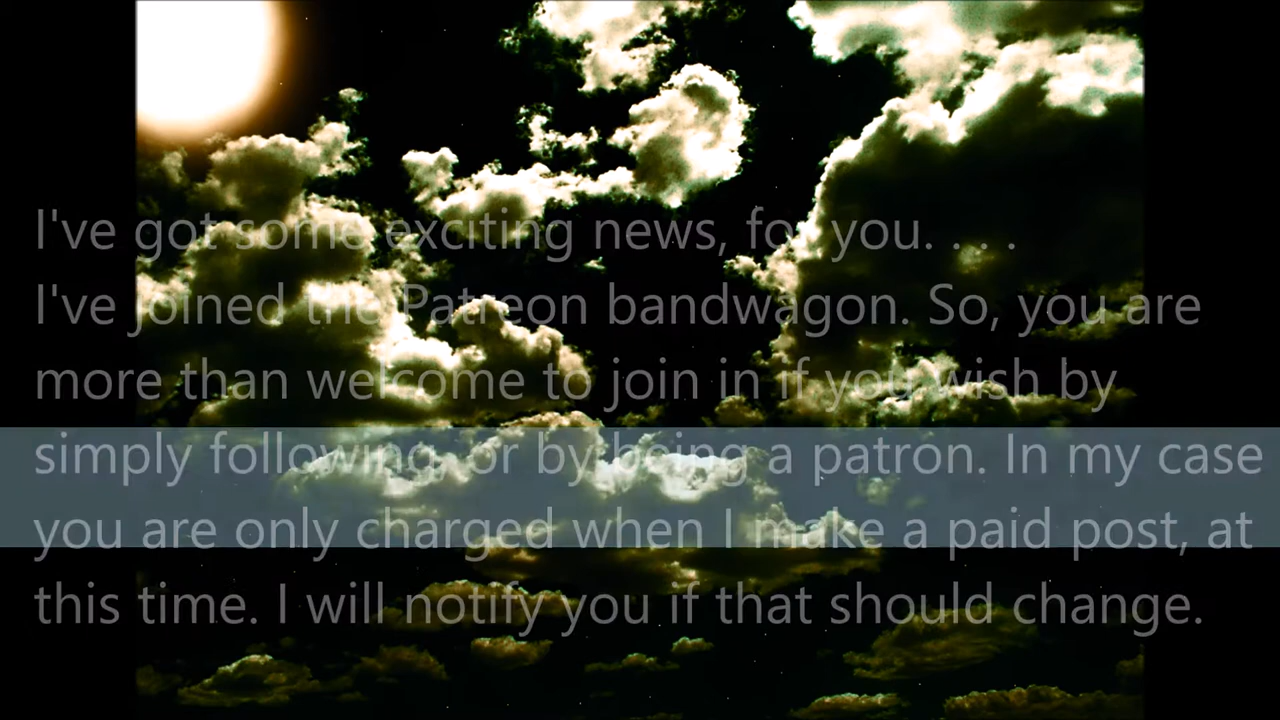 I've got some exciting news, for you. . . .
I've joined the Patreon bandwagon. So, you are
more than welcome to join in if you wish by
simply following, or by being a patron. In my case
you are only charged when I make a paid post, at
this time. I will notify you if that should change.